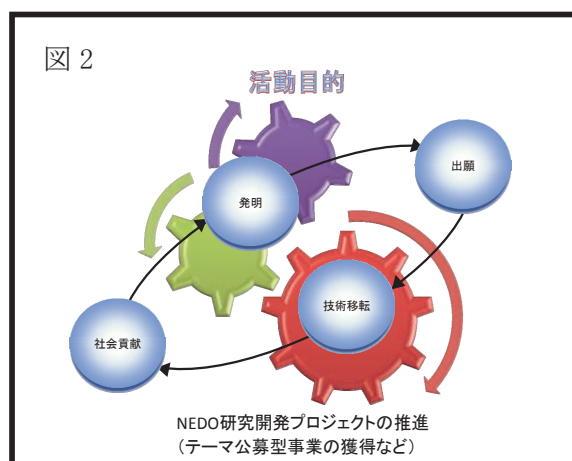 図 2
活動目的
発明
出願
技術移転
社会貢献
NEDO研究開発プロジェクトの推進
（テーマ公募型事業の獲得など）